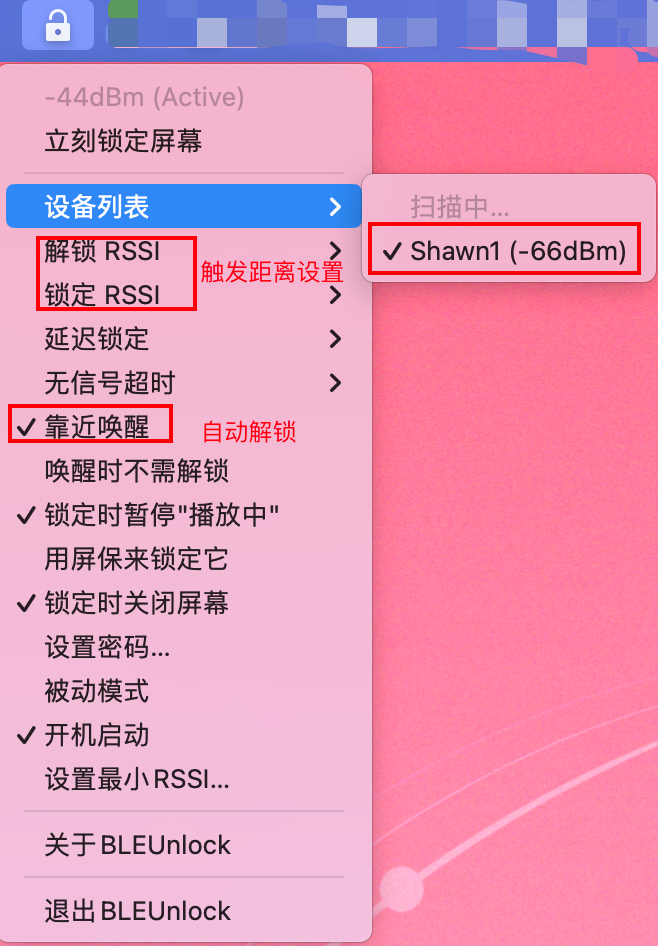 -44dBm (Active)
立刻锁定屏幕
设备列表
扫描中...
Shawn1 (-66dBm)
解锁 RSSI
触发距离设置
锁定 RSSI
延迟锁定
无信号超时
靠近唤醒
自动解锁
唤醒时不需解锁
锁定时暂停"播放中"
用屏保来锁定它
锁定时关闭屏幕
设置密码...
被动模式
开机启动
设置最小RSSI...
关于BLEUnlock
退出BLEUnlock